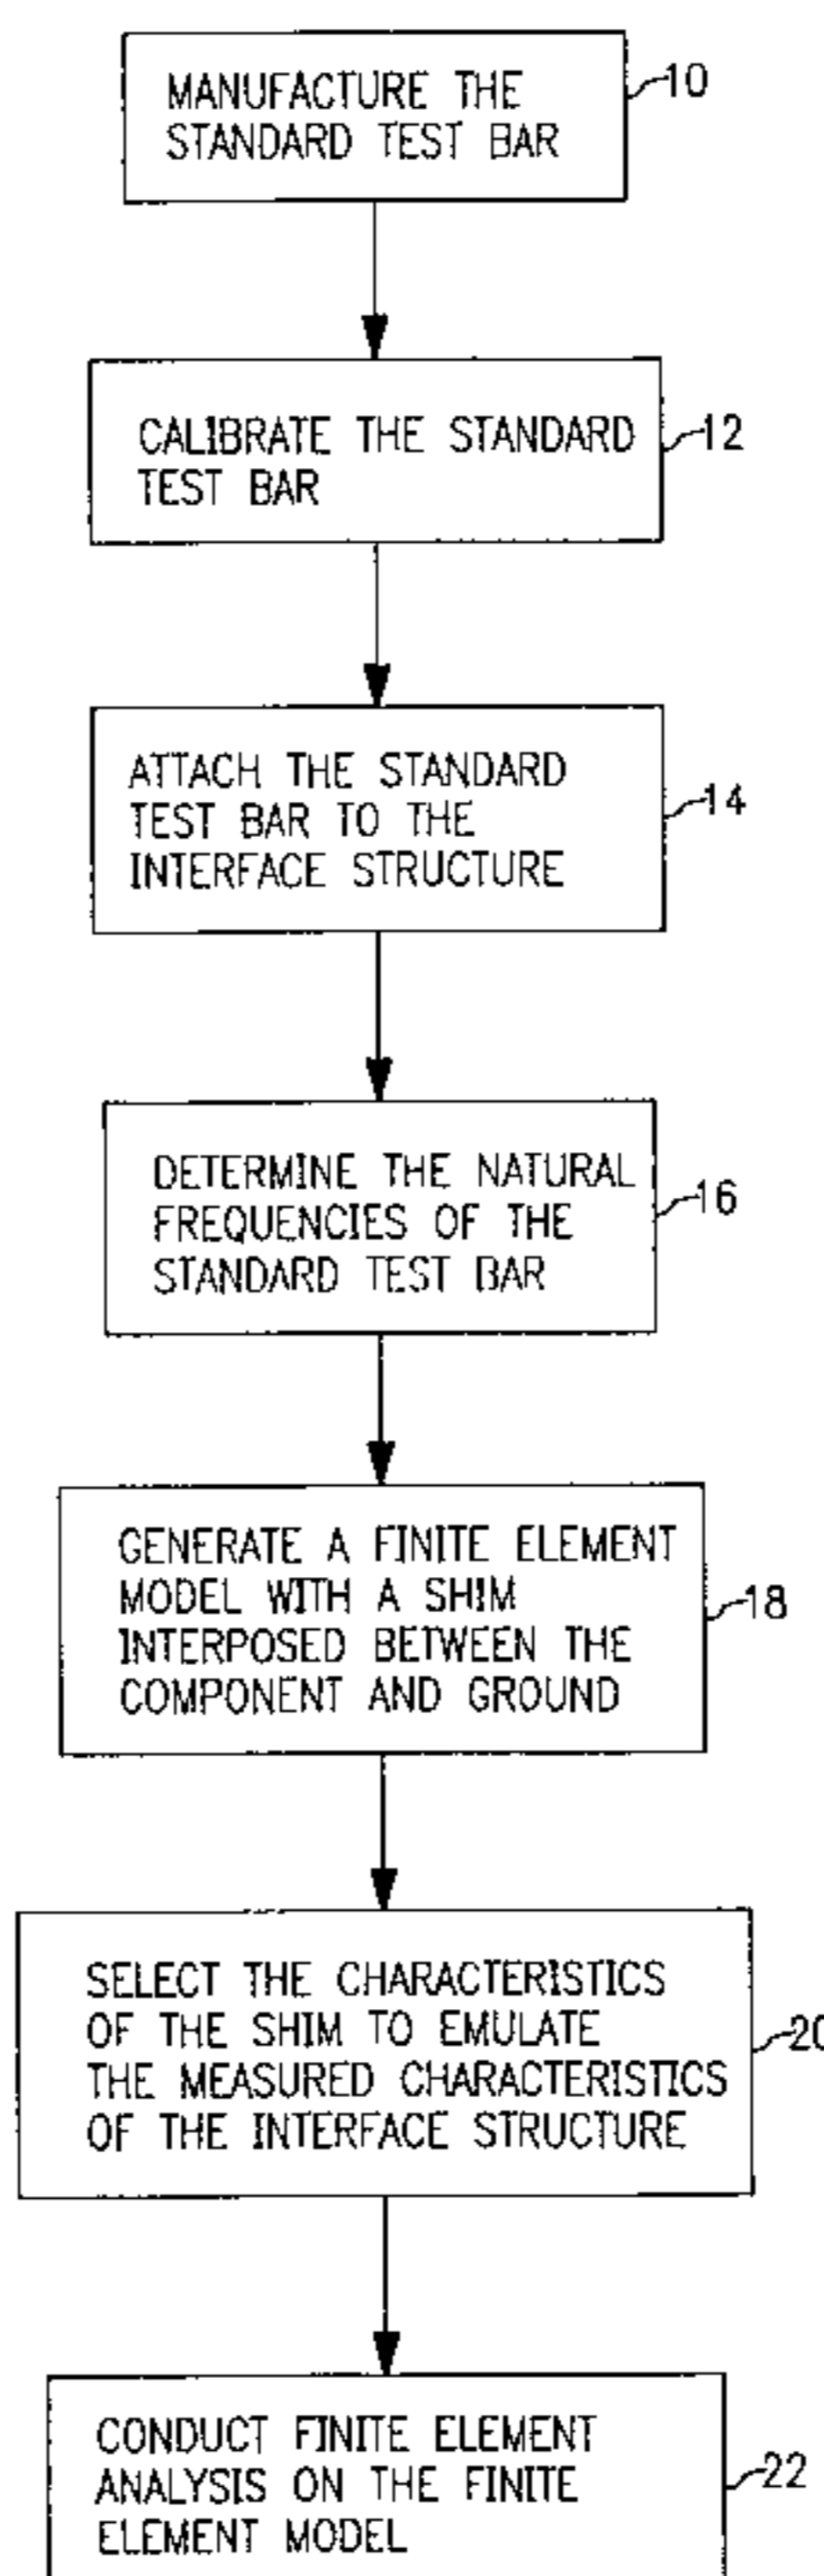 MANUFACTURE THE
STANDARD TEST BAR
10
CALIBRATE THE STANDARD
TEST BAR
12
ATTACH THE STANDARD
TEST BAR TO THE
INTERFACE STRUCTURE
14
DETERMINE THE NATURAL
FREQUENCIES OF THE
STANDARD TEST BAR
16
GENERATE A FINITE ELEMENT
MODEL WITH A SHIM
INTERPOSED BETWEEN THE
COMPONENT AND GROUND
18
SELECT THE CHARACTERISTICS
OF THE SHIM TO EMULATE
THE MEASURED CHARACTERISTICS
OF THE INTERFACE STRUCTURE
20
CONDUCT FINITE ELEMENT
ANALYSIS ON THE FINITE
ELEMENT MODEL
22